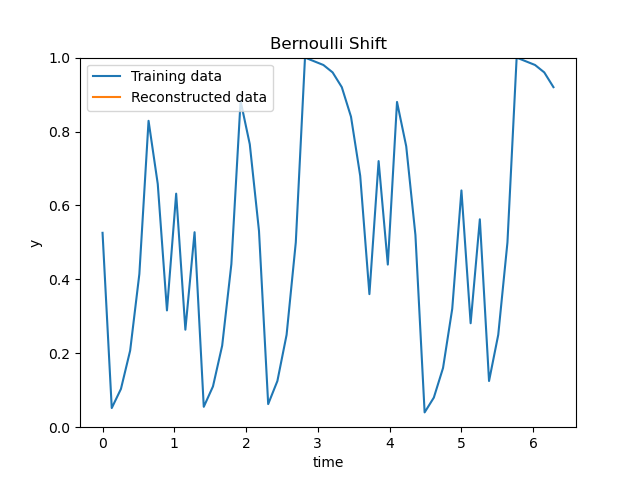 Bernoulli Shift
Training data
Reconstructed data
y
1.0
0.8
0.6
0.4
0.2
0.0
0 1 2 3 4 5 6
time